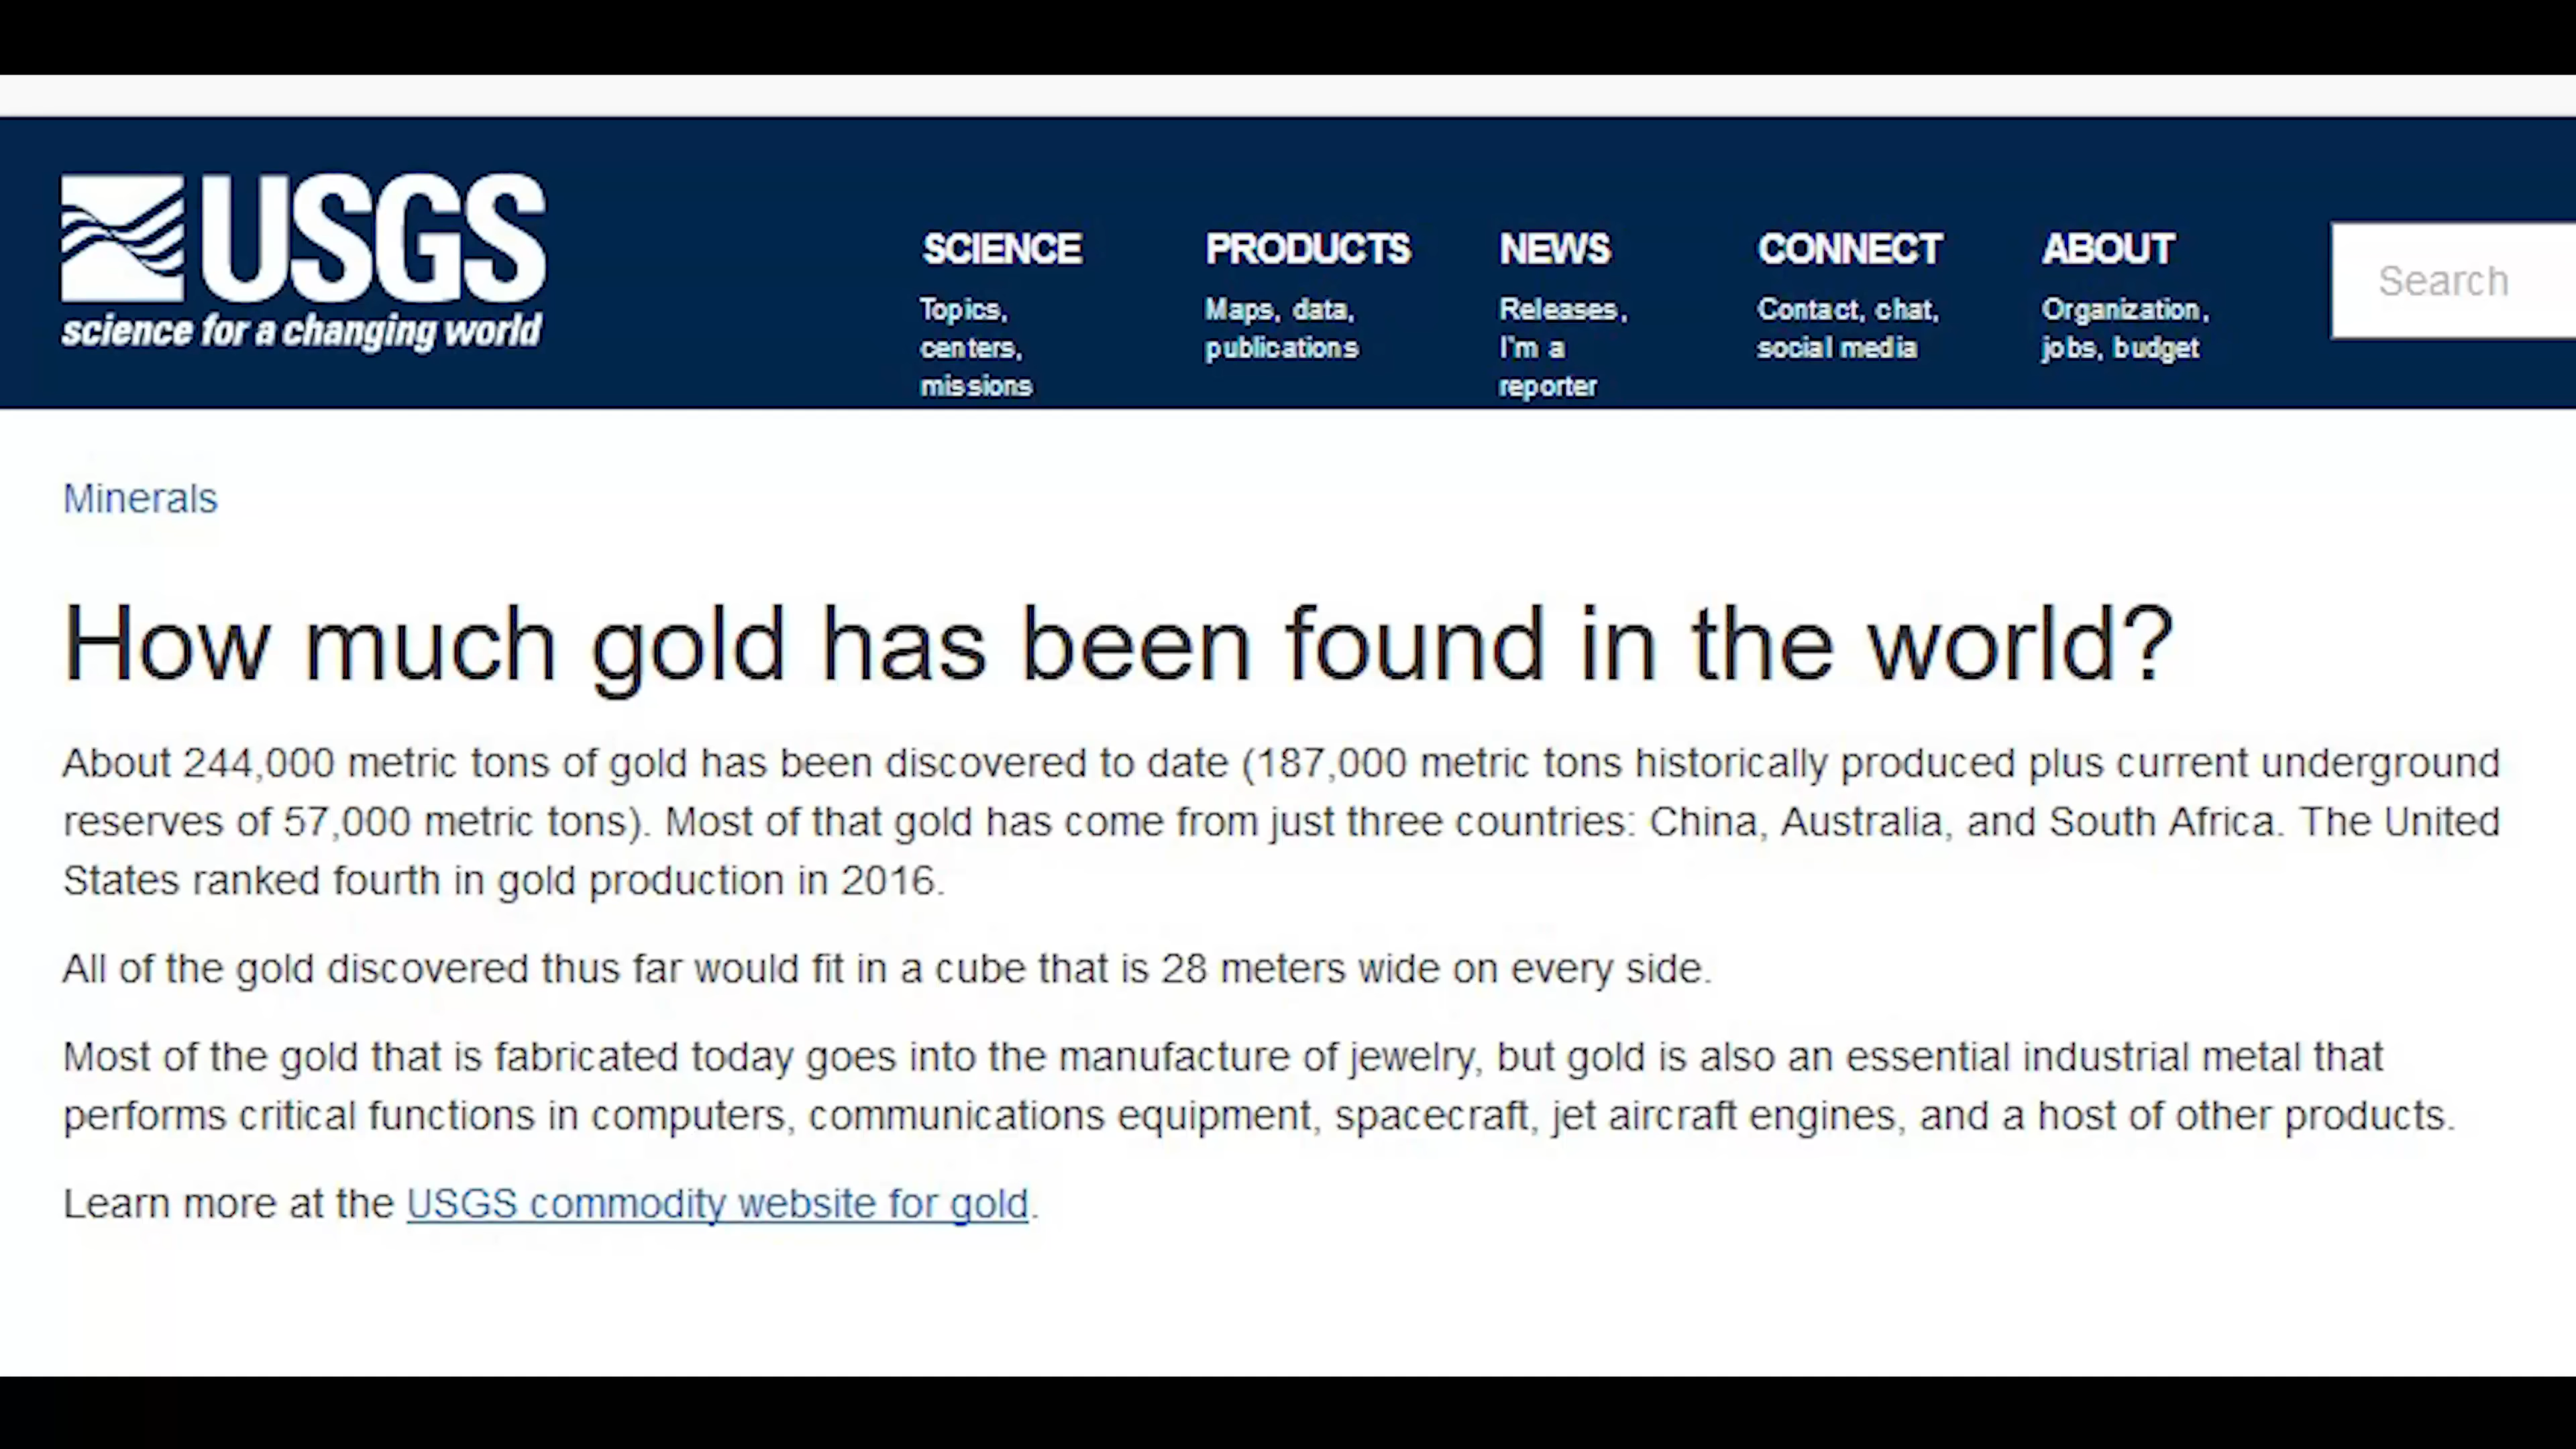 USGS
science for a changing world
SCIENCE
Topics,
centers,
missions
PRODUCTS
Maps, data,
publications
NEWS
Releases,
I'm a
reporter
CONNECT
Contact, chat,
social media
ABOUT
Organization,
jobs, budget
Search
Minerals
How much gold has been found in the world?
About 244,000 metric tons of gold has been discovered to date (187,000 metric tons historically produced plus current underground
reserves of 57,000 metric tons). Most of that gold has come from just three countries: China, Australia, and South Africa. The United
States ranked fourth in gold production in 2016.
All of the gold discovered thus far would fit in a cube that is 28 meters wide on every side.
Most of the gold that is fabricated today goes into the manufacture of jewelry, but gold is also an essential industrial metal that
performs critical functions in computers, communications equipment, spacecraft, jet aircraft engines, and a host of other products.
Learn more at the USGS commodity website for gold.